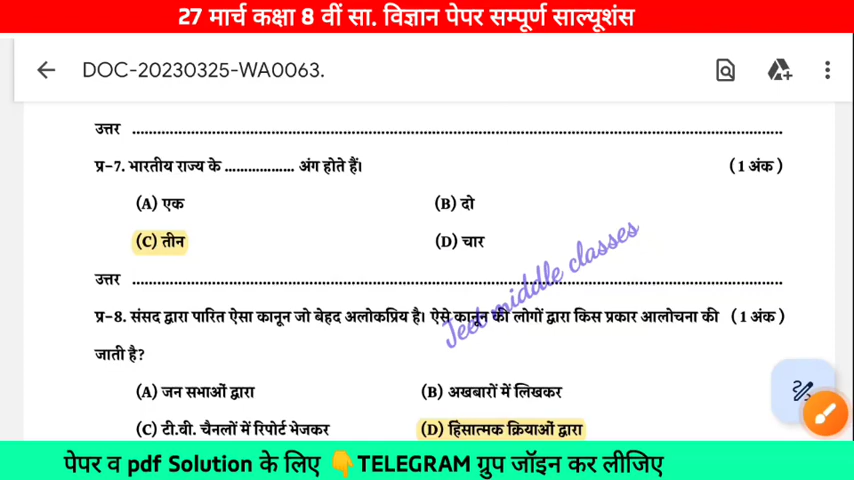 27 मार्च कक्षा 8 वीं सा. विज्ञान पेपर सम्पूर्ण साल्यूशंस
DOC-20230325-WA0063.
उत्तर ....................................................................................................
प्र-7. भारतीय राज्य के ................. अंग होते हैं। (1 अंक)
(A) एक (B) दो
(C) तीन (D) चार
उत्तर ....................................................................................................
प्र-8. संसद द्वारा पारित ऐसा कानून जो बेहद अलोकप्रिय है। ऐसे कानून की लोगों द्वारा किस प्रकार आलोचना की (1 अंक)
जाती है?
(A) जन सभाओं द्वारा (B) अखबारों में लिखकर
(C) टी.वी. चैनलों में रिपोर्ट भेजकर (D) हिसात्मक क्रियाओं द्वारा
Jeet middle classes
पेपर व pdf Solution के लिए 👇TELEGRAM ग्रुप जॉइन कर लीजिए